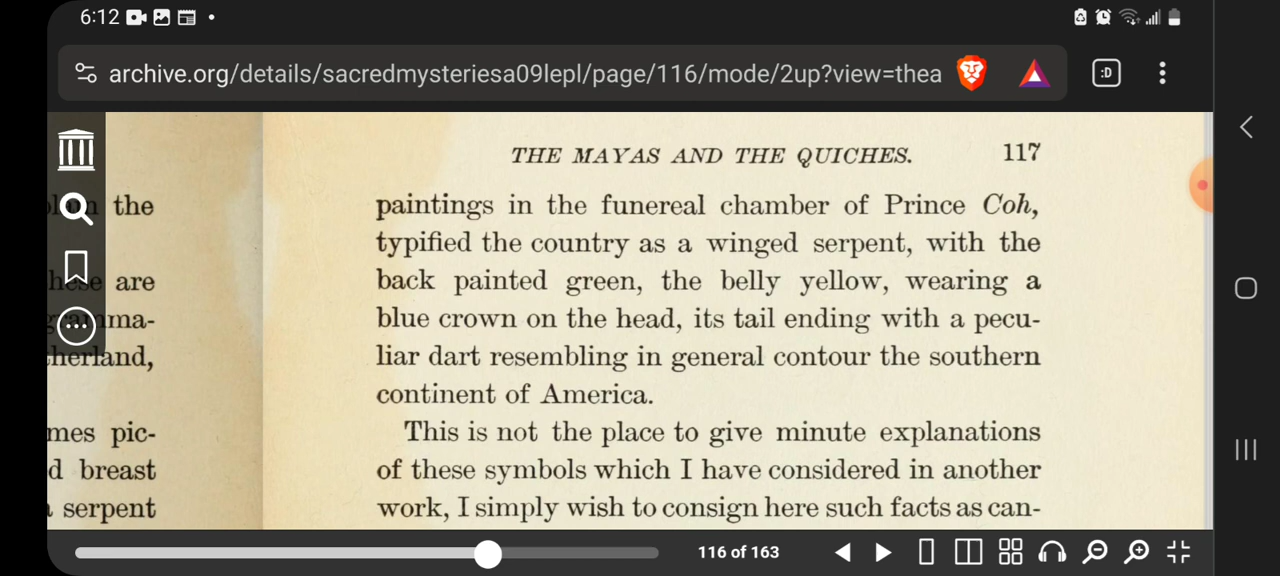 6:12
archive.org/details/sacredmysteriesa09lepl/page/116/mode/2up?view=thea
:D
THE MAYAS AND THE QUICHES. 117
the
are
ma-
therland,
mes pic-
d breast
serpent
paintings in the funereal chamber of Prince Coh,
typified the country as a winged serpent, with the
back painted green, the belly yellow, wearing a
blue crown on the head, its tail ending with a pecu-
liar dart resembling in general contour the southern
continent of America.
This is not the place to give minute explanations
of these symbols which I have considered in another
work, I simply wish to consign here such facts as can-
116 of 163